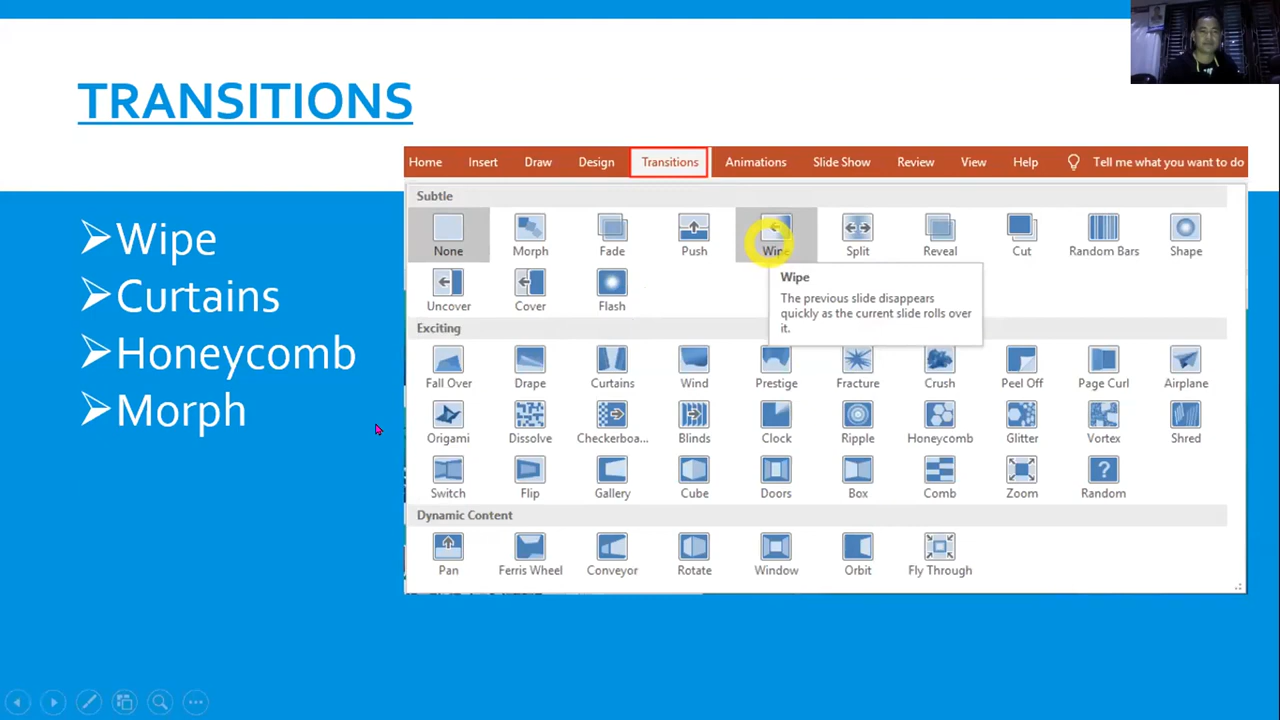 TRANSITIONS
Home Insert Draw Design Transitions Animations Slide Show Review View Help Tell me what you want to do
Subtle
None Morph Fade Push Wipe Split Reveal Cut Random Bars Shape
Uncover Cover Flash
Wipe
The previous slide disappears
quickly as the current slide rolls over
it.
Exciting
Fall Over Drape Curtains Wind Prestige Fracture Crush Peel Off Page Curl Airplane
Origami Dissolve Checkerboa... Blinds Clock Ripple Honeycomb Glitter Vortex Shred
Switch Flip Gallery Cube Doors Box Comb Zoom Random
Dynamic Content
Pan Ferris Wheel Conveyor Rotate Window Orbit Fly Through
➢Wipe
➢Curtains
➢Honeycomb
➢Morph